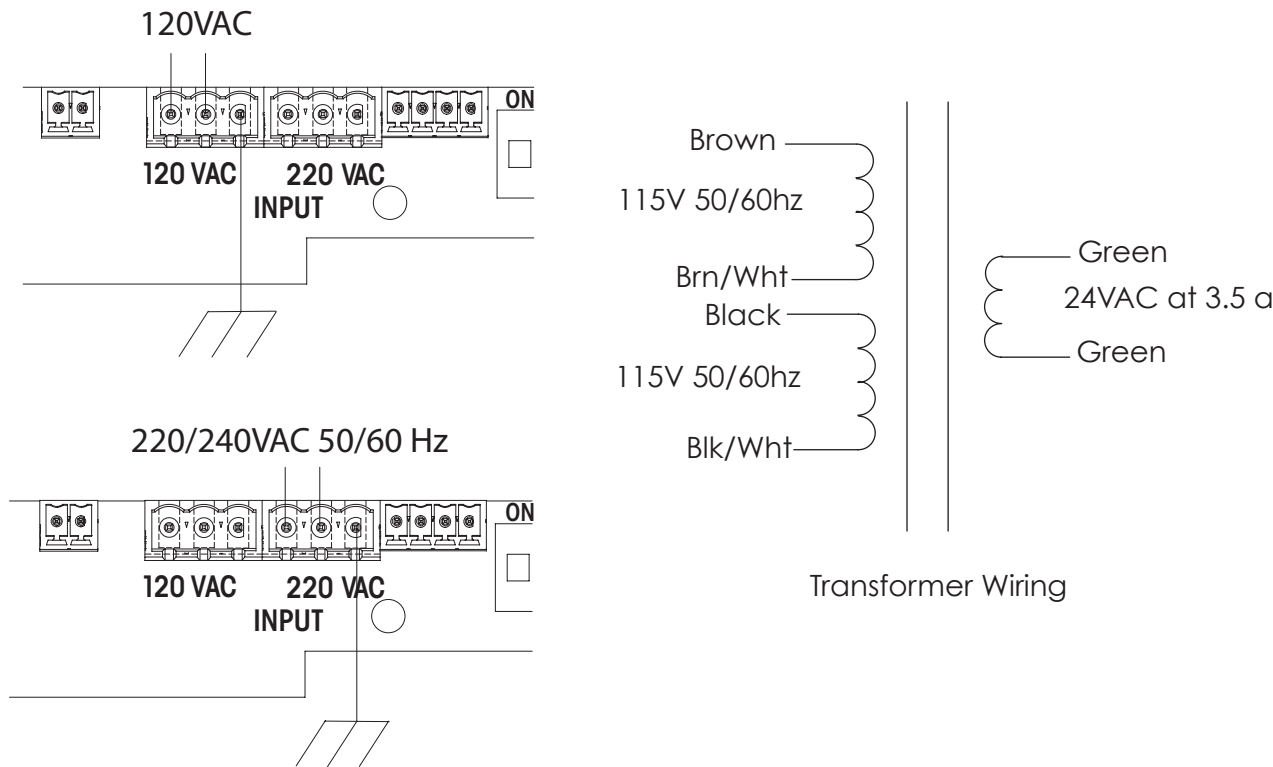 120VAC
ON
120 VAC
220 VAC
INPUT
220/240VAC 50/60 Hz
ON
120 VAC
220 VAC
INPUT
Brown
115V 50/60hz
Brn/Wht
Black
115V 50/60hz
Blk/Wht
Green
24VAC at 3.5 a
Green
Transformer Wiring